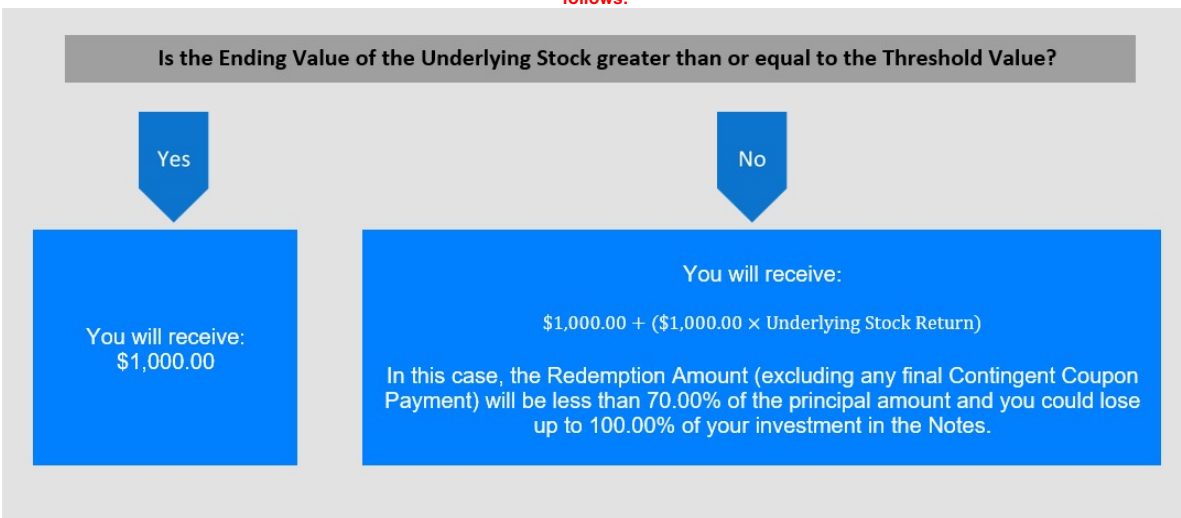 follows:
Is the Ending Value of the Underlying Stock greater than or equal to the Threshold Value?
Yes
No
You will receive:
$1,000.00
You will receive:
$1,000.00 + ($1,000.00 × Underlying Stock Return)
In this case, the Redemption Amount (excluding any final Contingent Coupon
Payment) will be less than 70.00% of the principal amount and you could lose
up to 100.00% of your investment in the Notes.